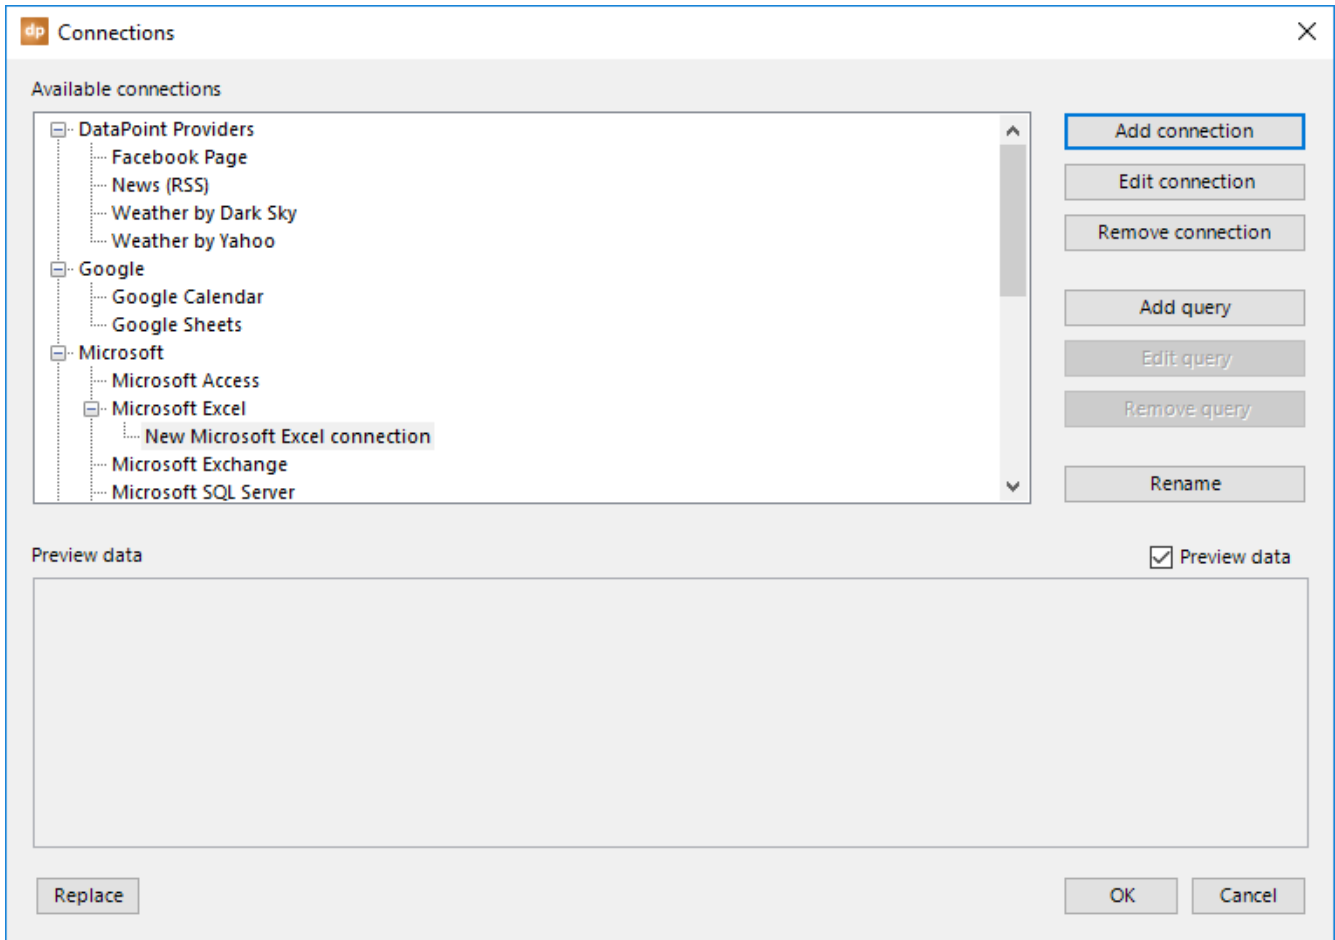 dp Connections
Available connections
DataPoint Providers
Facebook Page
News (RSS)
Weather by Dark Sky
Weather by Yahoo
Google
Google Calendar
Google Sheets
Microsoft
Microsoft Access
Microsoft Excel
New Microsoft Excel connection
Microsoft Exchange
Microsoft SQL Server
Add connection
Edit connection
Remove connection
Add query
Edit query
Remove query
Rename
Preview data
Preview data
Replace
OK
Cancel